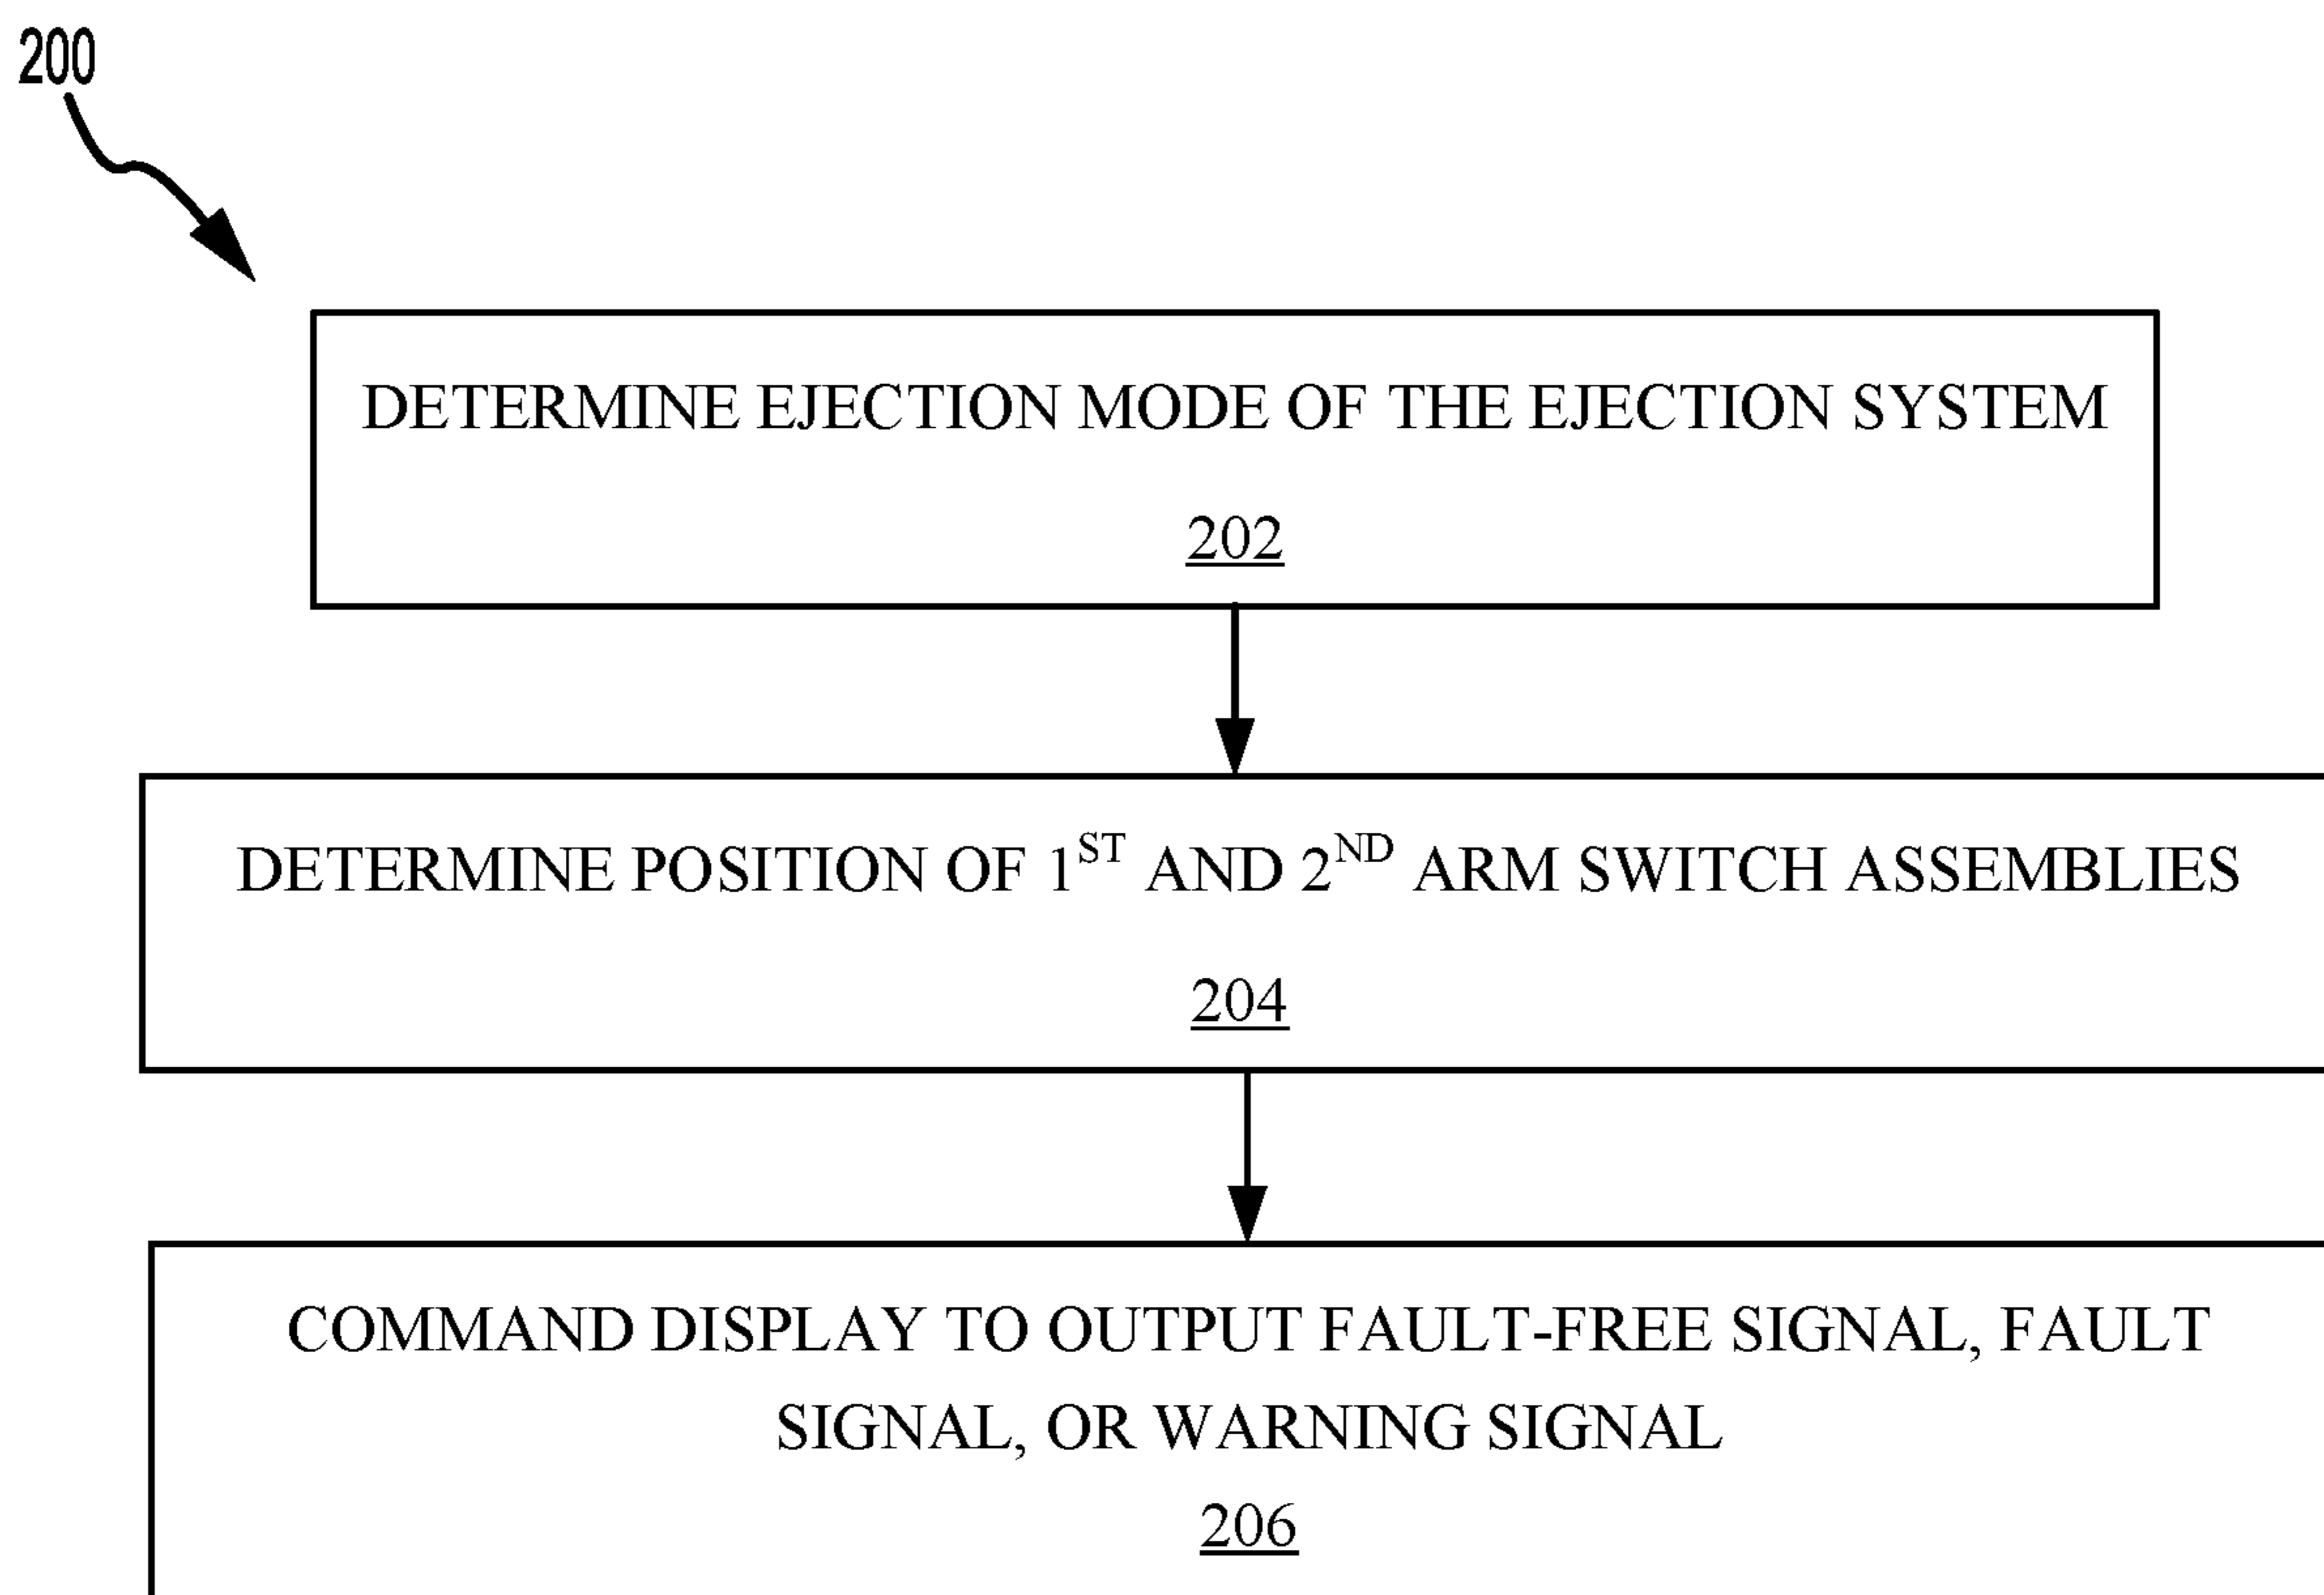 200
DETERMINE EJECTION MODE OF THE EJECTION SYSTEM
202
DETERMINE POSITION OF 1ST AND 2ND ARM SWITCH ASSEMBLIES
204
COMMAND DISPLAY TO OUTPUT FAULT-FREE SIGNAL, FAULT
SIGNAL, OR WARNING SIGNAL
206